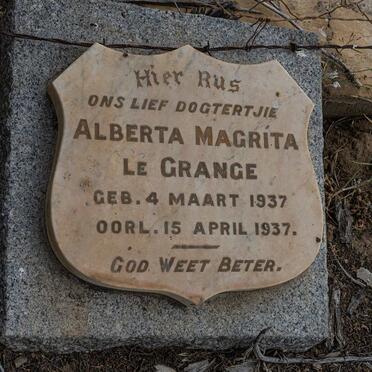 Hier Rus
ONS LIEF DOGTERTJIE
ALBERTA MAGRITA
LE GRANGE
GEB. 4 MAART 1937
OORL. 15 APRIL 1937.
GOD WEET BETER.